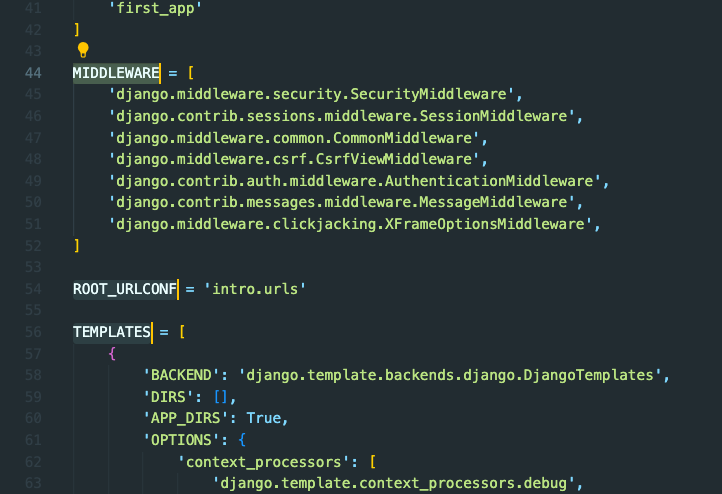 41 'first_app'
42 ]
43
44 MIDDLEWARE = [
45 'django.middleware.security.SecurityMiddleware',
46 'django.contrib.sessions.middleware.SessionMiddleware',
47 'django.middleware.common.CommonMiddleware',
48 'django.middleware.csrf.CsrfViewMiddleware',
49 'django.contrib.auth.middleware.AuthenticationMiddleware',
50 'django.contrib.messages.middleware.MessageMiddleware',
51 'django.middleware.clickjacking.XFrameOptionsMiddleware',
52 ]
53
54 ROOT_URLCONF = 'intro.urls'
55
56 TEMPLATES = [
57 {
58 'BACKEND': 'django.template.backends.django.DjangoTemplates',
59 'DIRS': [],
60 'APP_DIRS': True,
61 'OPTIONS': {
62 'context_processors': [
63 'django.template.context_processors.debug',